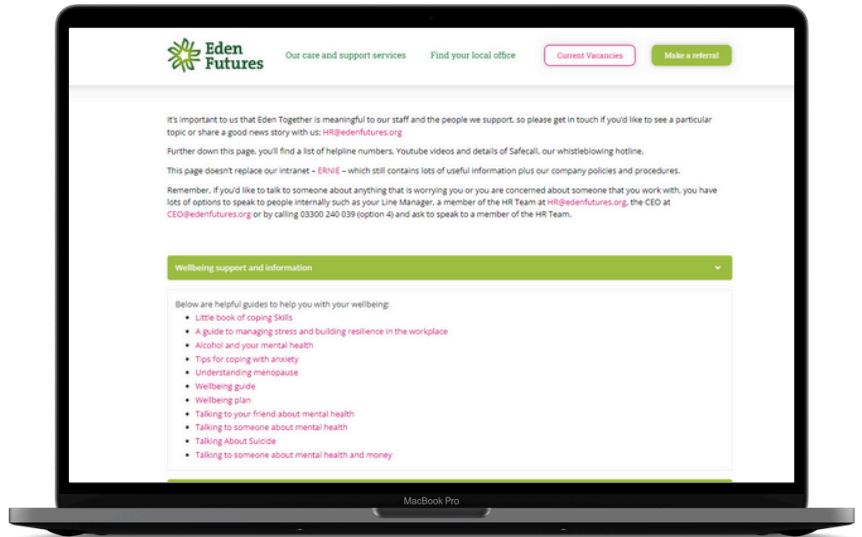 Eden
Futures
Our care and support services
Find your local office
Current Vacancies
Make a referral
It's important to us that Eden Together is meaningful to our staff and the people we support, so please get in touch if you'd like to see a particular
topic or share a good news story with us: HR@edenfutures.org
Further down this page, you'll find a list of helpline numbers, Youtube videos and details of Safecall, our whistleblowing hotline.
This page doesn't replace our intranet – ERNIE – which still contains lots of useful information plus our company policies and procedures.
Remember, if you'd like to talk to someone about anything that is worrying you or you are concerned about someone that you work with, you have
lots of options to speak to people internally such as your Line Manager, a member of the HR Team at HR@edenfutures.org, the CEO at
CEO@edenfutures.org or by calling 03300 240 039 (option 4) and ask to speak to a member of the HR Team.
Wellbeing support and information
Below are helpful guides to help you with your wellbeing:
• Little book of coping Skills
• A guide to managing stress and building resilience in the workplace
• Alcohol and your mental health
• Tips for coping with anxiety
• Understanding menopause
• Wellbeing guide
• Wellbeing plan
• Talking to your friend about mental health
• Talking to someone about mental health
• Talking About Suicide
• Talking to someone about mental health and money
MacBook Pro